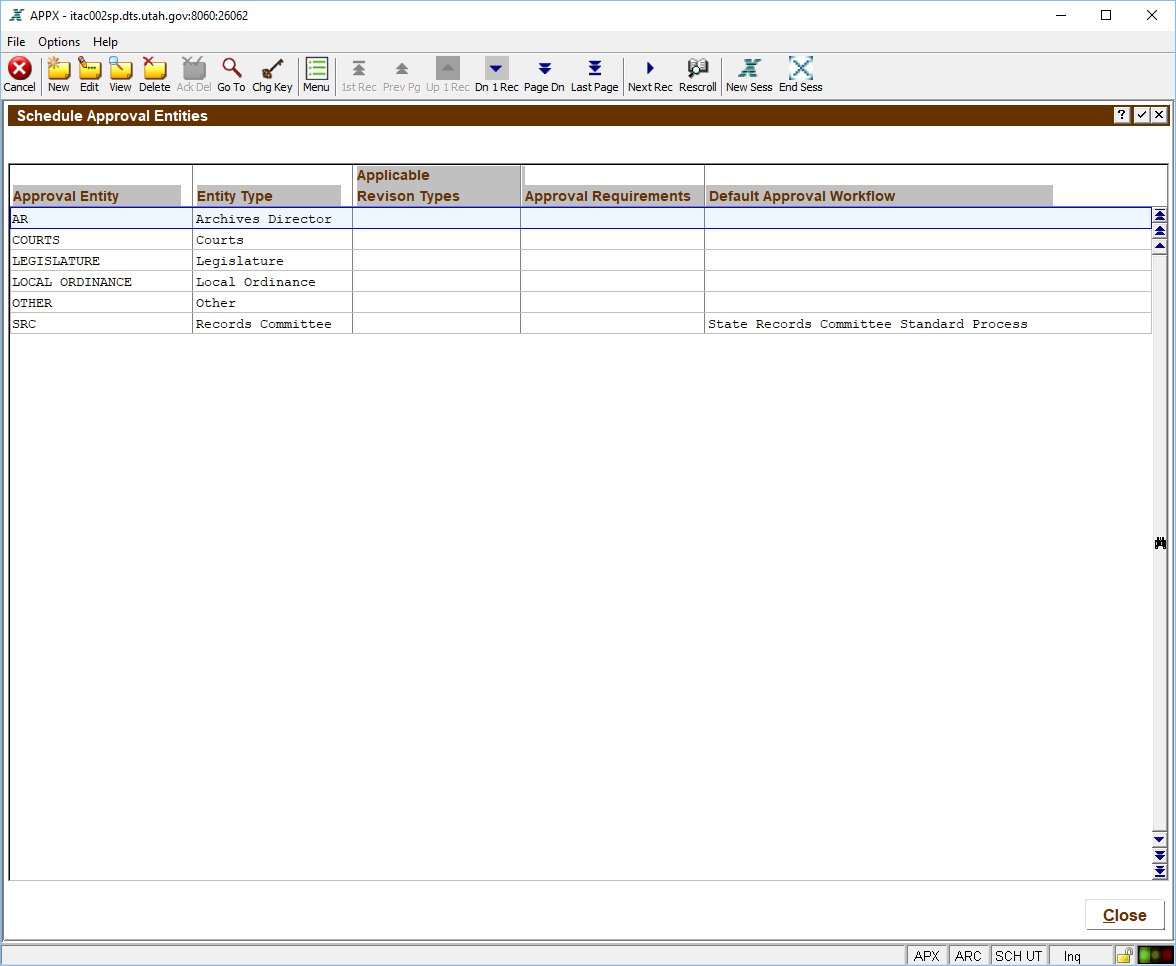 APPX - itac002sp.dts.utah.gov:8060:26062
File Options Help
Cancel New Edit View Delete Ack Del Go To Chg Key Menu 1st Rec Prev Pg Up 1 Rec Dn 1 Rec Page Dn Last Page Next Rec Rescroll New Sess End Sess
Schedule Approval Entities ?
Applicable
Approval Entity Entity Type Revison Types Approval Requirements Default Approval Workflow
AR Archives Director
COURTS Courts
LEGISLATURE Legislature
LOCAL ORDINANCE Local Ordinance
OTHER Other
SRC Records Committee State Records Committee Standard Process
Close
APX ARC SCH UT Inq